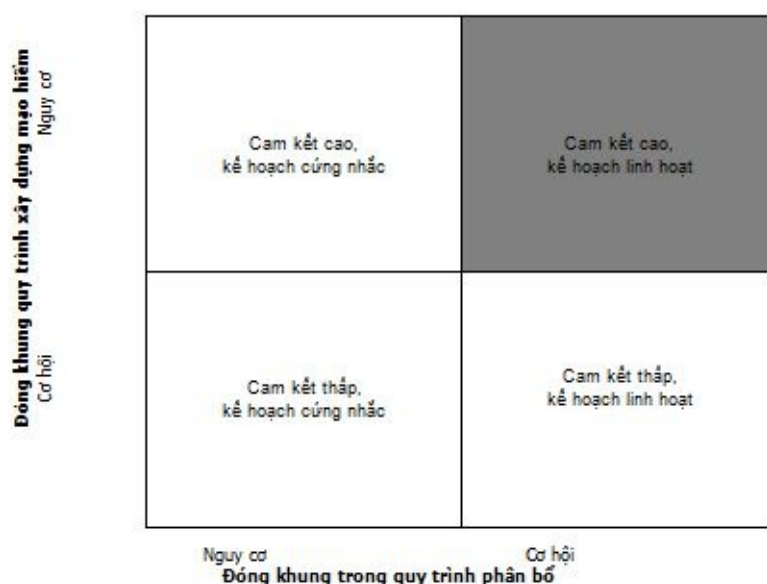 Đóng khung quy trình xây dựng mạo hiểm
Nguy cơ
Cơ hội
Cam kết cao,
kế hoạch cứng nhắc
Cam kết cao,
kế hoạch linh hoạt
Cam kết thấp,
kế hoạch cứng nhắc
Cam kết thấp,
kế hoạch linh hoạt
Nguy cơ
Cơ hội
Đóng khung trong quy trình phân bổ